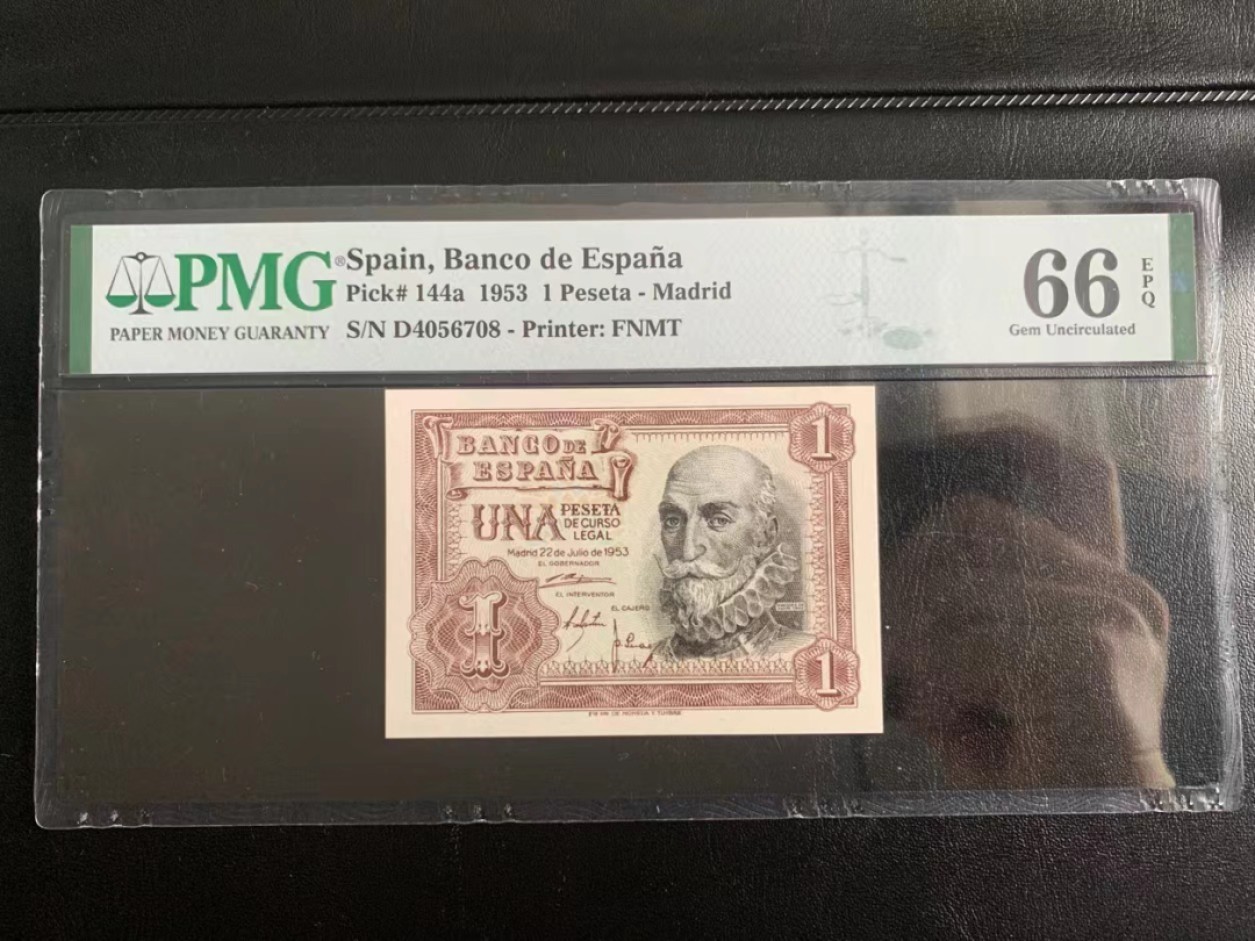 PMG®
PAPER MONEY GUARANTY
Spain, Banco de España
Pick# 144a 1953 1 Peseta - Madrid
S/N D4056708 - Printer: FNMT
66
EPQ
Gem Uncirculated
BANCO DE
ESPAÑA
UNA PESETA
DE CURSO
LEGAL
Madrid 22 de Julio de 1953
EL GOBERNADOR
EL INTERVENTOR
EL CAJERO
1
1
1